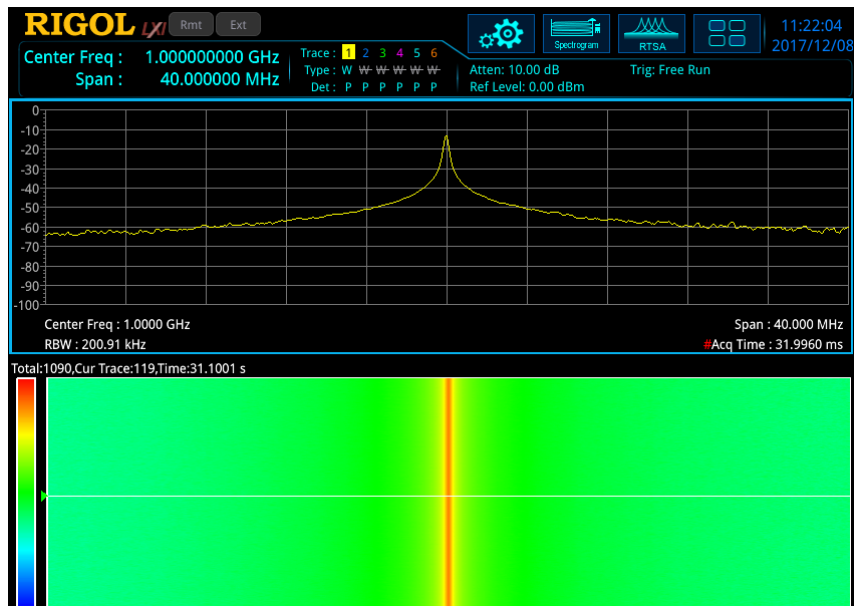 RIGOL LXI Rmt Ext
11:22:04
Spectrogram RTSA
2017/12/08
Center Freq : 1.000000000 GHz
Span : 40.000000 MHz
Trace : 1 2 3 4 5 6
Type : W W W W W W
Det : P P P P P P
Atten: 10.00 dB Trig: Free Run
Ref Level: 0.00 dBm
0
-10
-20
-30
-40
-50
-60
-70
-80
-90
-100
Center Freq : 1.0000 GHz Span : 40.000 MHz
RBW : 200.91 kHz #Acq Time : 31.9960 ms
Total:1090,Cur Trace:119,Time:31.1001 s